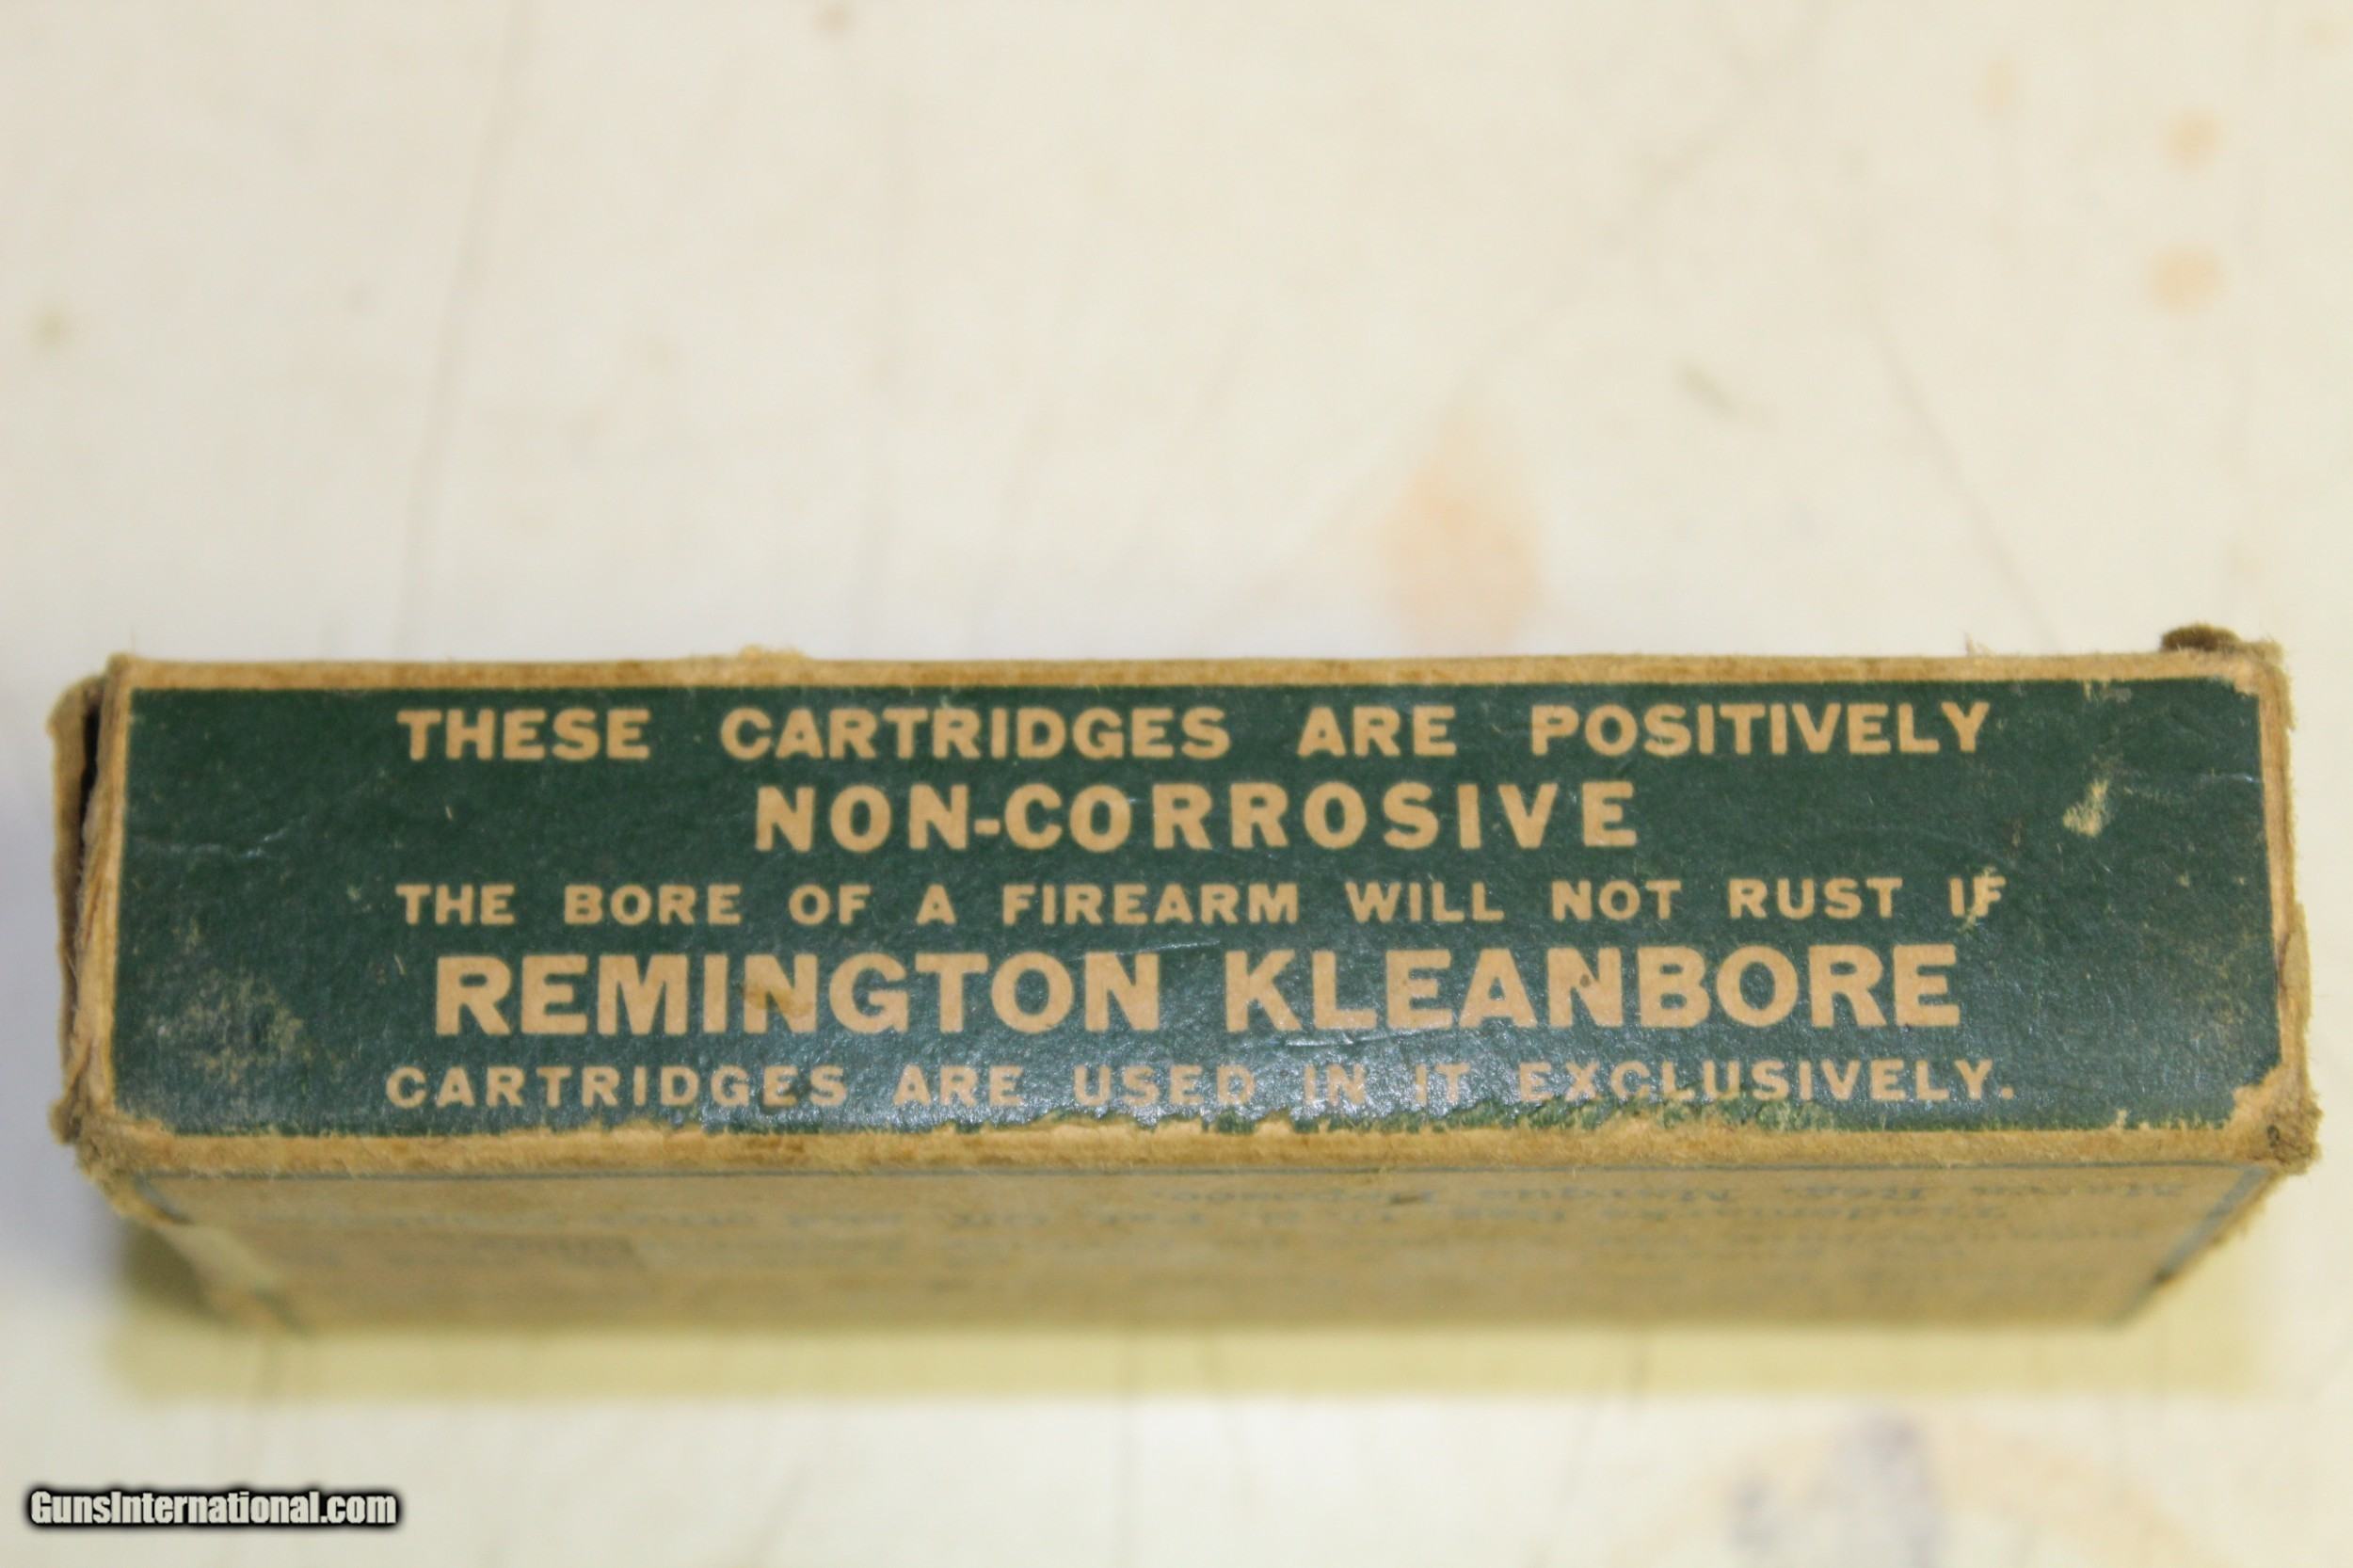 THESE CARTRIDGES ARE POSITIVELY
NON-CORROSIVE
THE BORE OF A FIREARM WILL NOT RUST IF
REMINGTON KLEANBORE
CARTRIDGES ARE USED IN IT EXCLUSIVELY.
GunsInternational.com